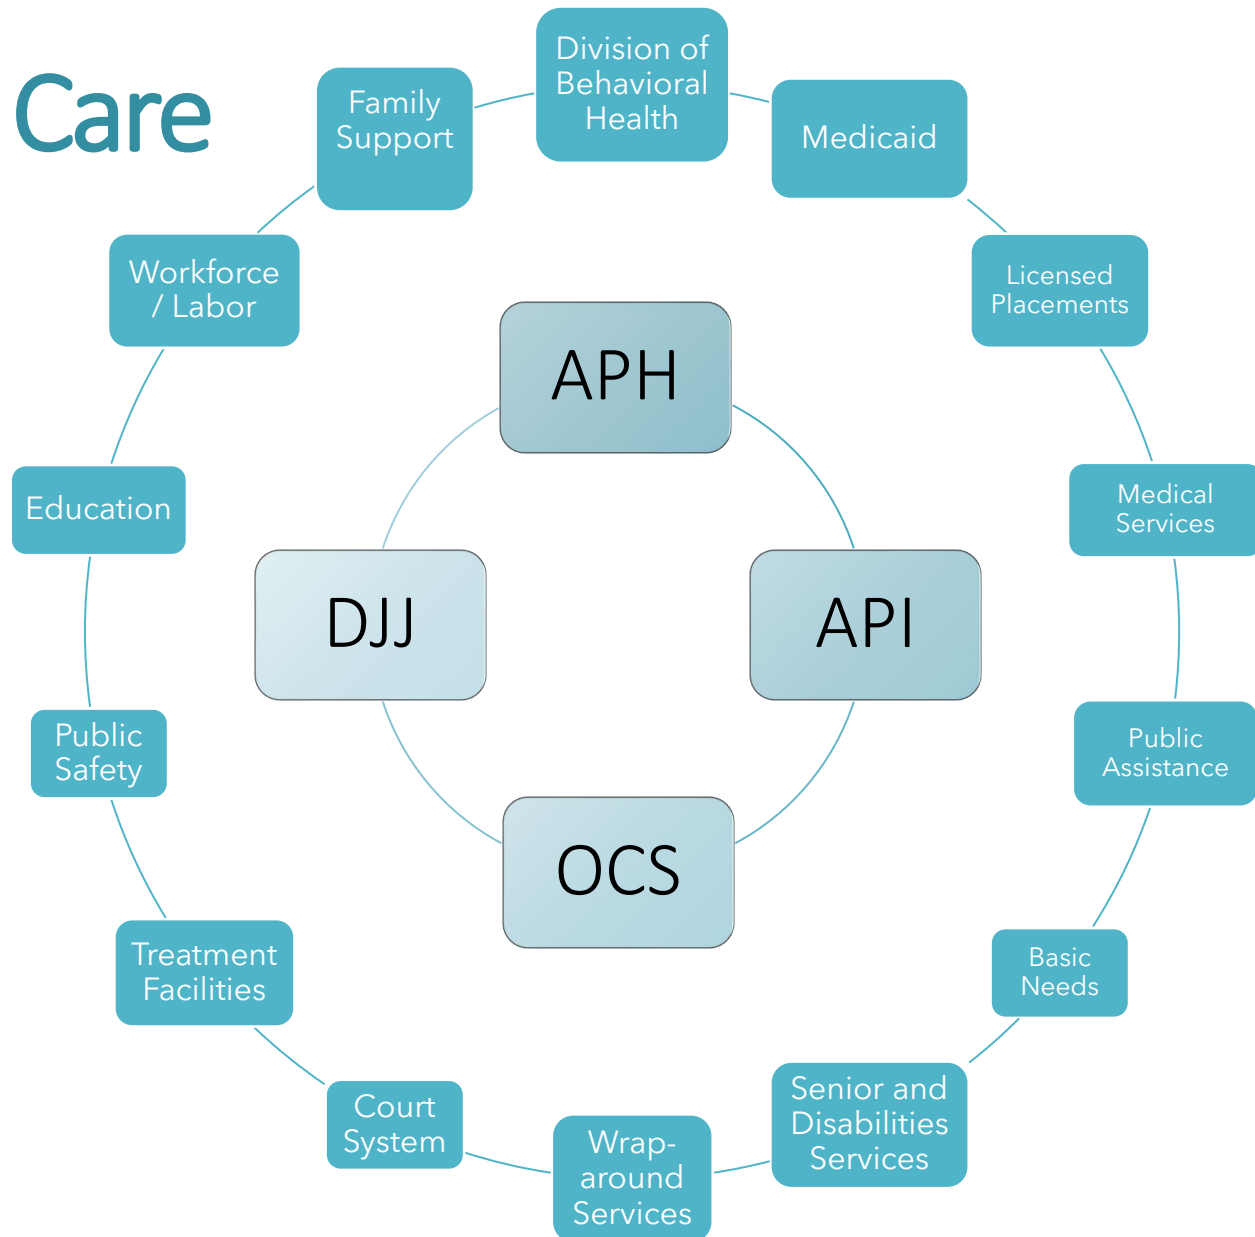 Care
Division of
Behavioral
Health
Medicaid
Licensed
Placements
Medical
Services
Public
Assistance
Basic
Needs
Senior and
Disabilities
Services
Wrap-
around
Services
Court
System
Treatment
Facilities
Public
Safety
Education
Workforce
/ Labor
Family
Support
APH
API
OCS
DJJ